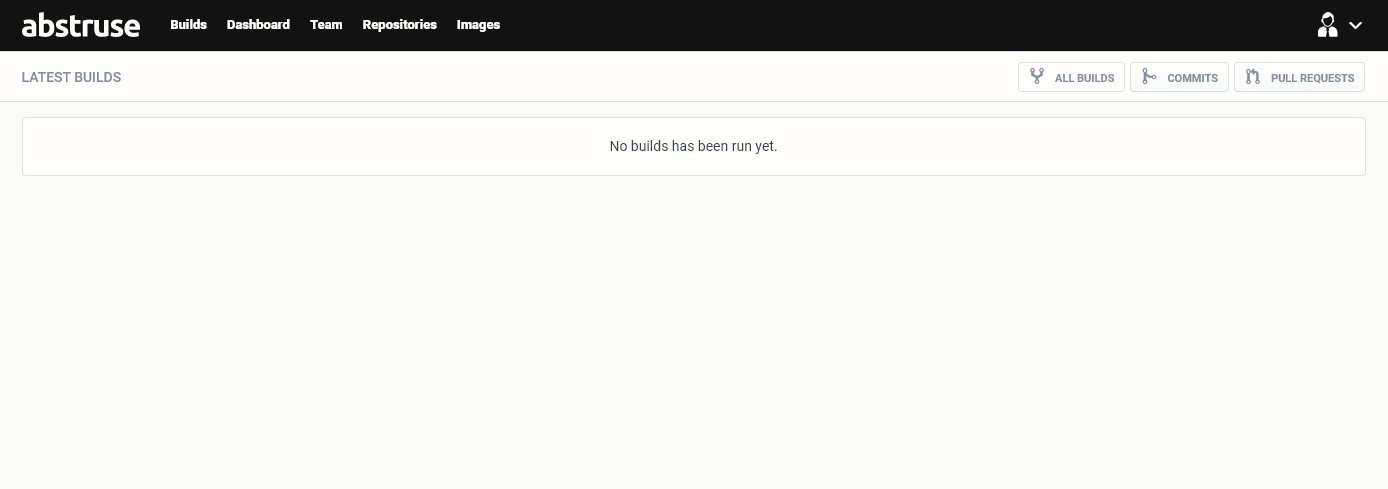 abstruse Builds Dashboard Team Repositories Images
LATEST BUILDS ALL BUILDS COMMITS PULL REQUESTS
No builds has been run yet.